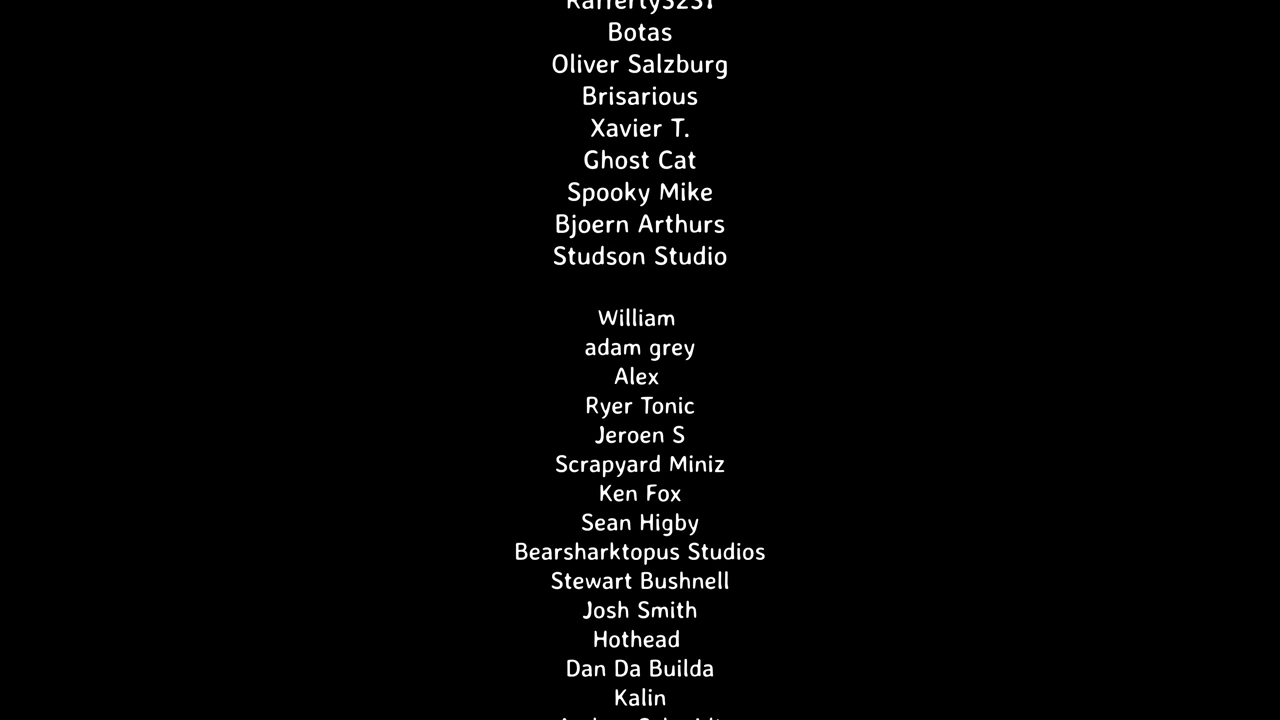 Botas
Oliver Salzburg
Brisarious
Xavier T.
Ghost Cat
Spooky Mike
Bjoern Arthurs
Studson Studio
William
adam grey
Alex
Ryer Tonic
Jeroen S
Scrapyard Miniz
Ken Fox
Sean Higby
Bearsharktopus Studios
Stewart Bushnell
Josh Smith
Hothead
Dan Da Builda
Kalin